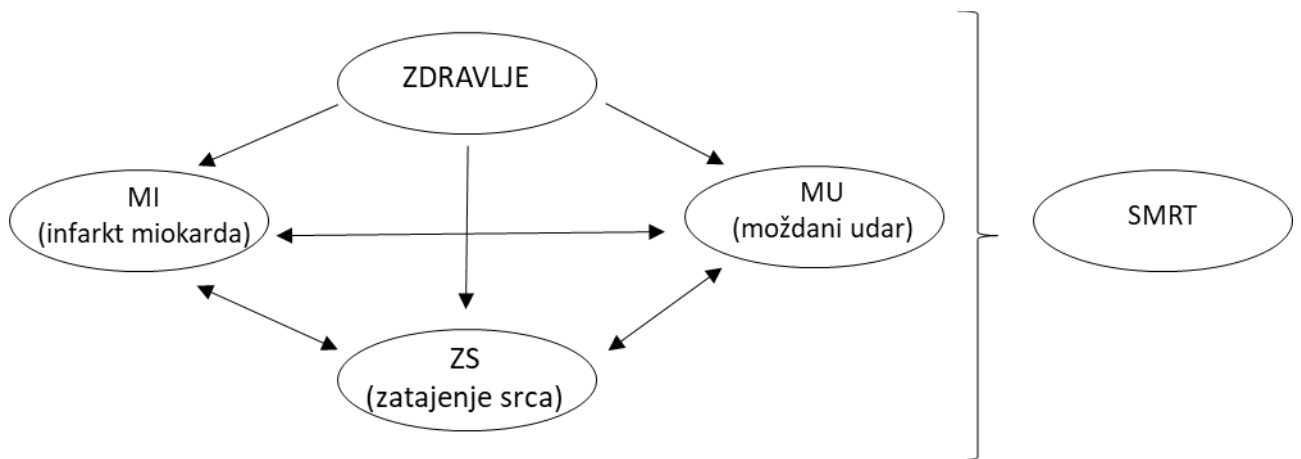 ZDRAVLJE
MI
(infarkt miokarda)
MU
(moždani udar)
ZS
(zatajenje srca)
SMRT